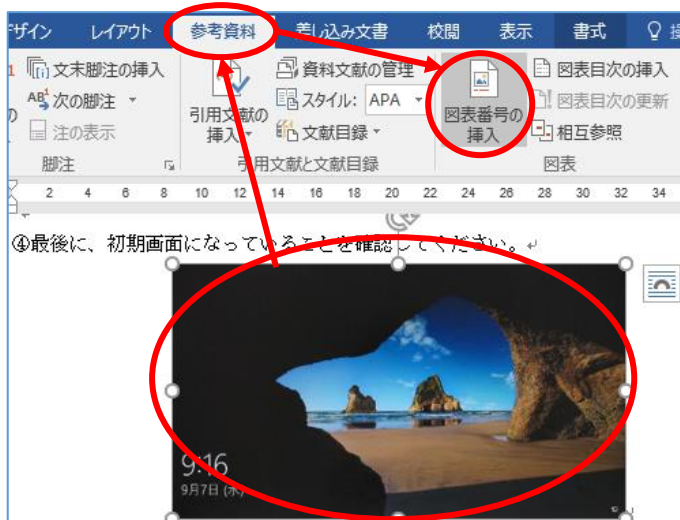 デザイン レイアウト 参考資料 差し込み文書 校閲 表示 書式
文末脚注の挿入
次の脚注
注の表示
脚注
引用文献の
挿入
資料文献の管理
スタイル: APA
文献目録
引用文献と文献目録
図表番号の
挿入
図表目次の挿入
図表目次の更新
相互参照
図表
2 4 6 8 10 12 14 16 18 20 22 24 26 28 30 32 34
④最後に、初期画面になっていることを確認してください。
9:16
9月7日 (水)